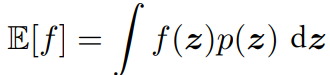 𝔼[f] = ∫ f(𝒛)p(𝒛) d𝒛